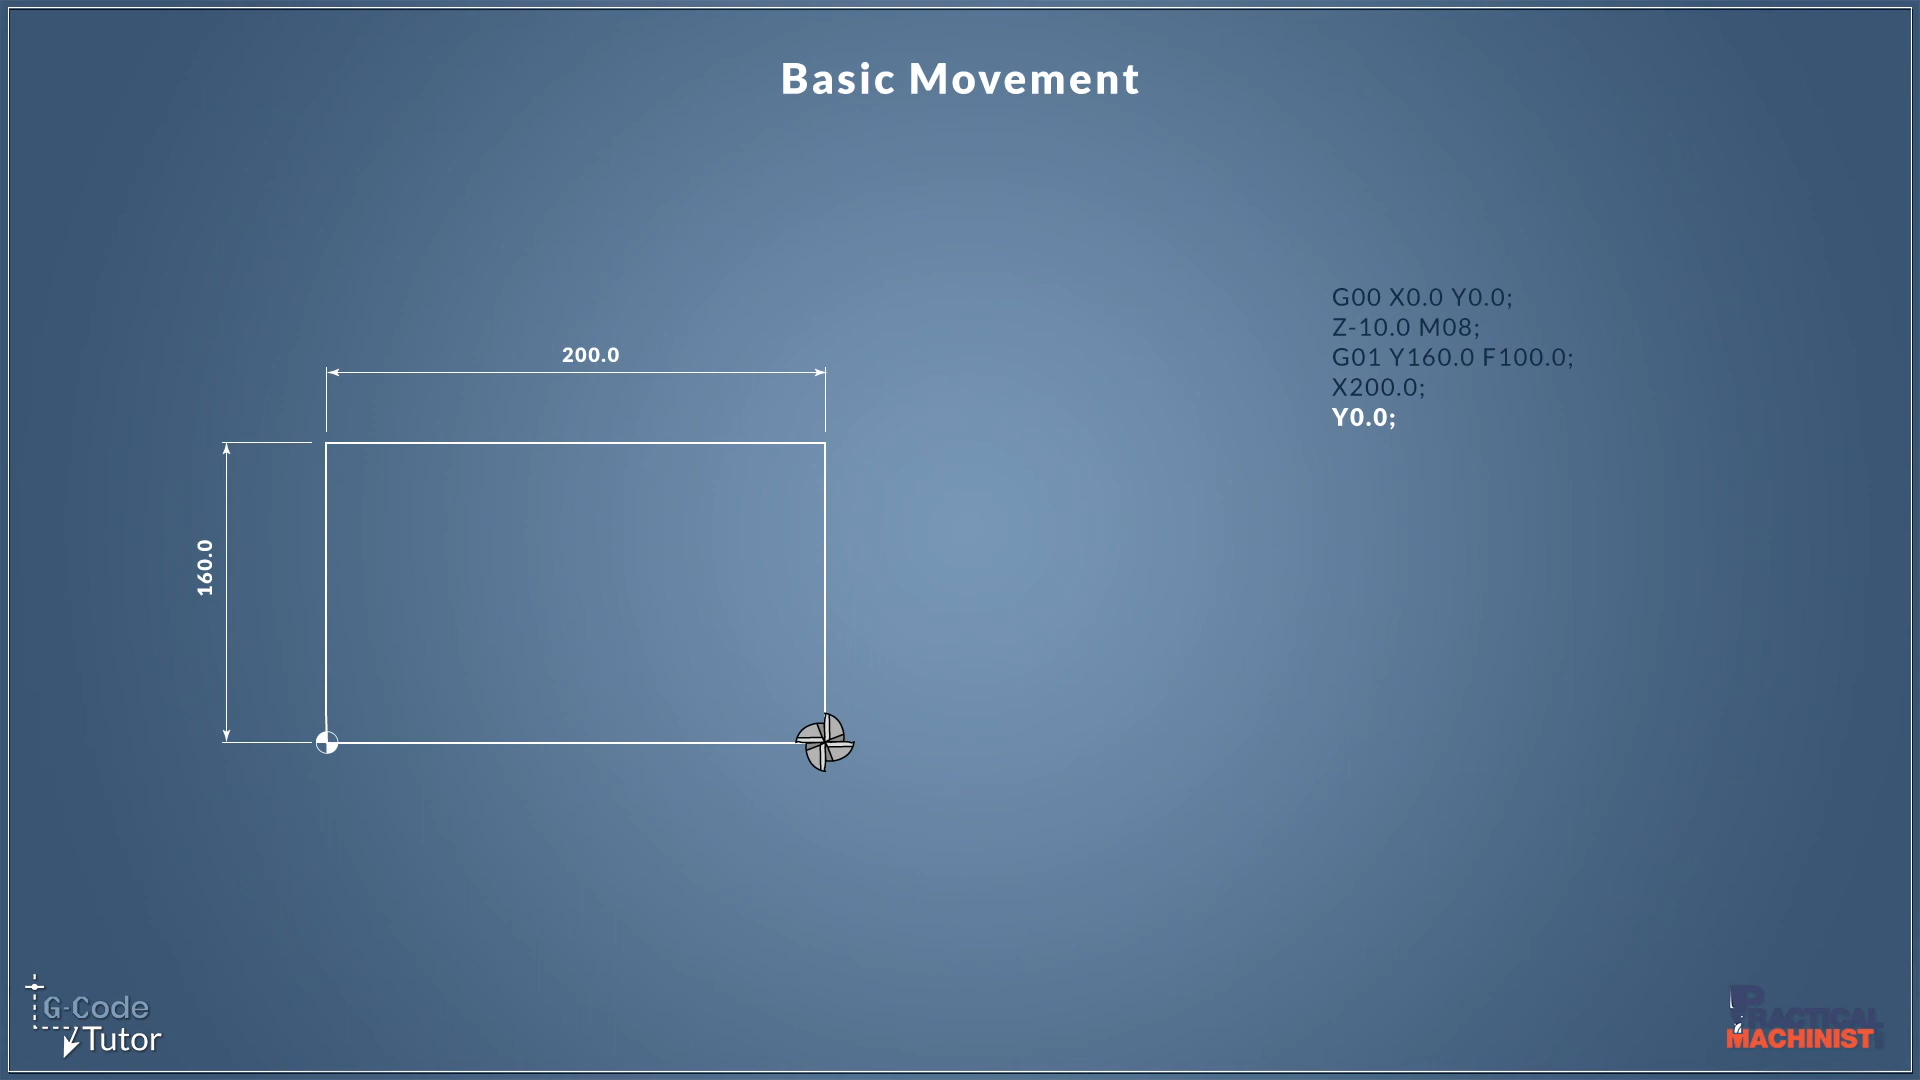 Basic Movement
G00 X0.0 Y0.0;
Z-10.0 M08;
G01 Y160.0 F100.0;
X200.0;
Y0.0;
200.0
160.0
G-Code
Tutor
PRACTICAL
MACHINIST